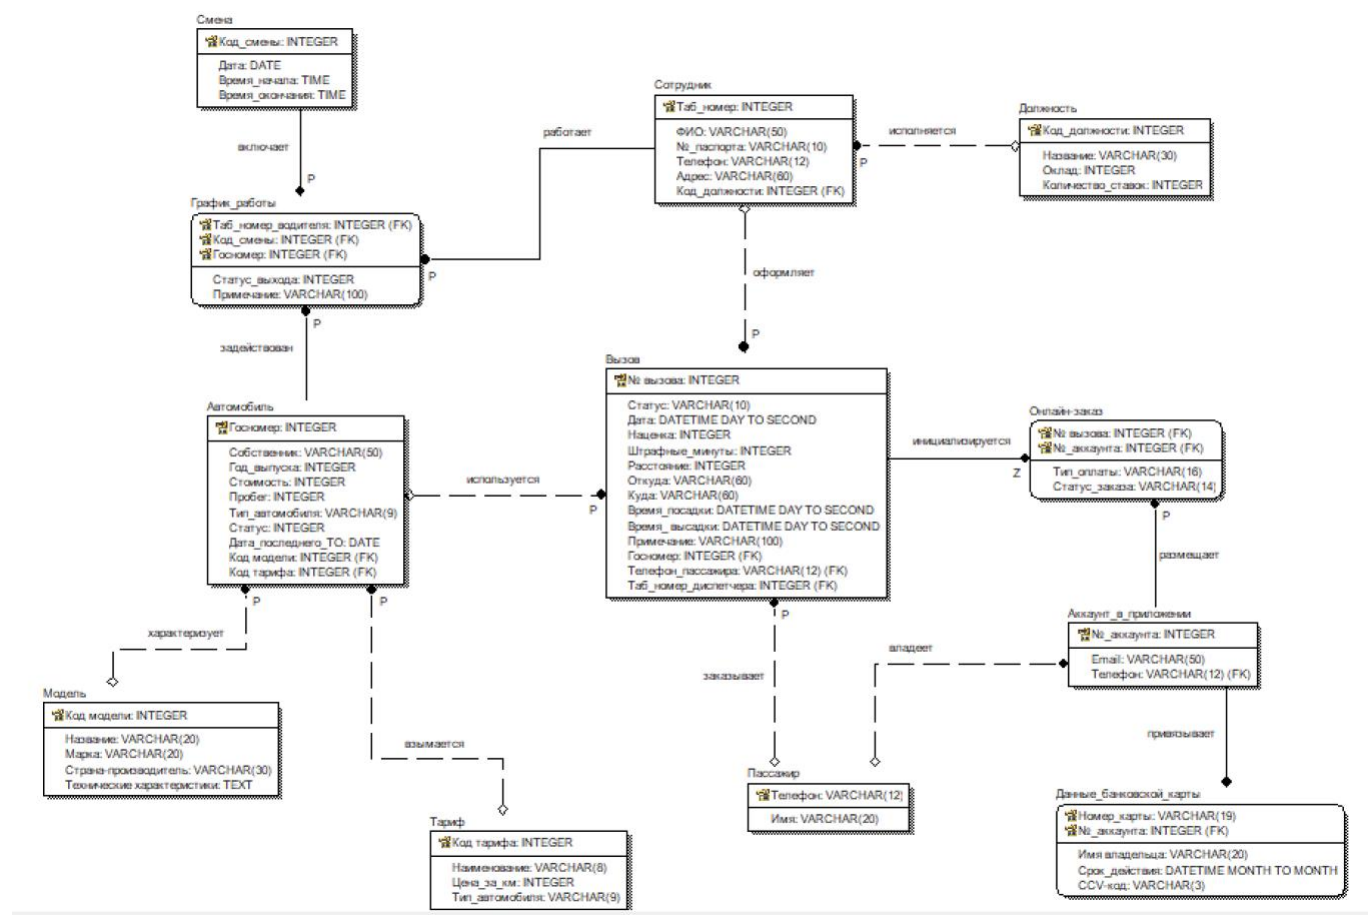 Смена
Код_смены: INTEGER
Дата: DATE
Время_начала: TIME
Время_окончания: TIME
включает
P
График_работы
Таб_номер_водителя: INTEGER (FK)
Код_смены: INTEGER (FK)
Госномер: INTEGER (FK)
Статус_выхода: INTEGER
Примечание: VARCHAR(100)
P
работает
P
задействован
Сотрудник
Таб_номер: INTEGER
ФИО: VARCHAR(50)
№_паспорта: VARCHAR(10)
Телефон: VARCHAR(12)
Адрес: VARCHAR(60)
Код_должности: INTEGER (FK)
исполняется
P
Должность
Код_должности: INTEGER
Название: VARCHAR(30)
Оклад: INTEGER
Количество_ставок: INTEGER
оформляет
P
Автомобиль
Госномер: INTEGER
Собственник: VARCHAR(50)
Год_выпуска: INTEGER
Стоимость: INTEGER
Пробег: INTEGER
Тип_автомобиля: VARCHAR(9)
Статус: INTEGER
Дата_последнего_ТО: DATE
Код модели: INTEGER (FK)
Код тарифа: INTEGER (FK)
используется
P
Вызов
№ вызова: INTEGER
Статус: VARCHAR(10)
Дата: DATETIME DAY TO SECOND
Наценка: INTEGER
Штрафные_минуты: INTEGER
Расстояние: INTEGER
Откуда: VARCHAR(60)
Куда: VARCHAR(60)
Время_посадки: DATETIME DAY TO SECOND
Время_высадки: DATETIME DAY TO SECOND
Примечание: VARCHAR(100)
Госномер: INTEGER (FK)
Телефон_пассажира: VARCHAR(12) (FK)
Таб_номер_диспетчера: INTEGER (FK)
инициализируется
Z
Онлайн-заказ
№ вызова: INTEGER (FK)
№_аккаунта: INTEGER (FK)
Тип_оплаты: VARCHAR(16)
Статус_заказа: VARCHAR(14)
P
размещает
Аккаунт_в_приложении
№_аккаунта: INTEGER
Email: VARCHAR(50)
Телефон: VARCHAR(12) (FK)
P
P
характеризует
P
заказывает
владеет
привязывает
Модель
Код модели: INTEGER
Название: VARCHAR(20)
Марка: VARCHAR(20)
Страна-производитель: VARCHAR(30)
Технические характеристики: TEXT
взымается
Тариф
Код тарифа: INTEGER
Наименование: VARCHAR(8)
Цена_за_км: INTEGER
Тип_автомобиля: VARCHAR(9)
Пассажир
Телефон: VARCHAR(12)
Имя: VARCHAR(20)
Данные_банковской_карты
Номер_карты: VARCHAR(19)
№_аккаунта: INTEGER (FK)
Имя владельца: VARCHAR(20)
Срок_действия: DATETIME MONTH TO MONTH
CCV-код: VARCHAR(3)